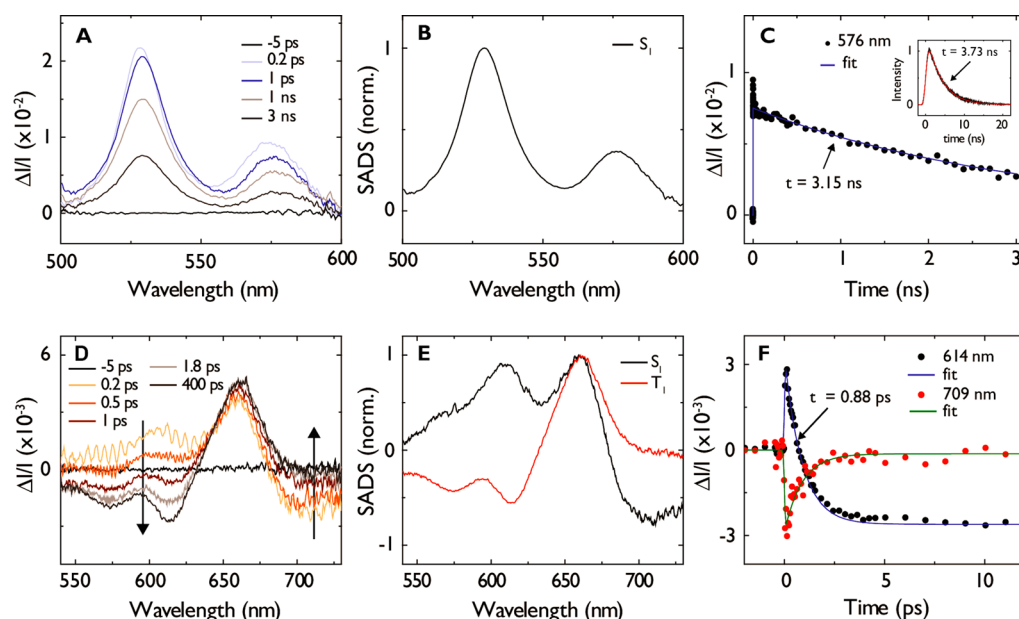 A
-5 ps
0.2 ps
1 ps
1 ns
3 ns
ΔI/I (x10⁻²)
2
1
0
500
550
600
Wavelength (nm)
B
S₁
SADS (norm.)
1
0
500
550
600
Wavelength (nm)
C
576 nm
fit
t = 3.15 ns
ΔI/I (x10⁻²)
1
0
0
1
2
3
Time (ns)
t = 3.73 ns
Intensity
1
0
0
10
20
time (ns)
D
-5 ps
0.2 ps
0.5 ps
1 ps
1.8 ps
400 ps
ΔI/I (x10⁻³)
6
3
0
-3
550
600
650
700
Wavelength (nm)
E
S₁
T₁
SADS (norm.)
1
0
-1
550
600
650
700
Wavelength (nm)
F
614 nm
fit
709 nm
fit
t = 0.88 ps
ΔI/I (x10⁻³)
3
0
-3
0
5
10
Time (ps)